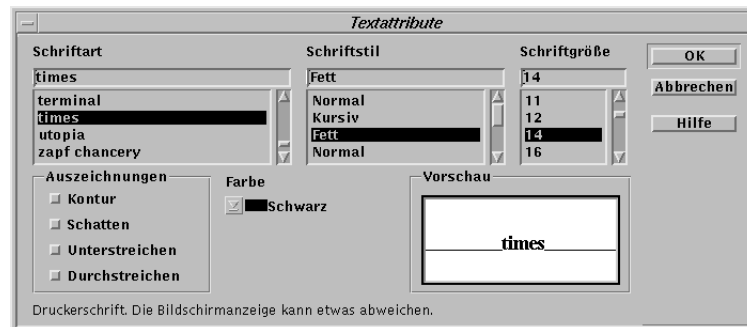 Textattribute
Schriftart
Schriftstil
Schriftgröße
OK
times
Fett
14
Abbrechen
terminal
times
utopia
zapf chancery
Normal
Kursiv
Fett
Normal
11
12
14
16
Hilfe
Auszeichnungen
Kontur
Schatten
Unterstreichen
Durchstreichen
Farbe
Schwarz
Vorschau
times
Druckerschrift. Die Bildschirmanzeige kann etwas abweichen.